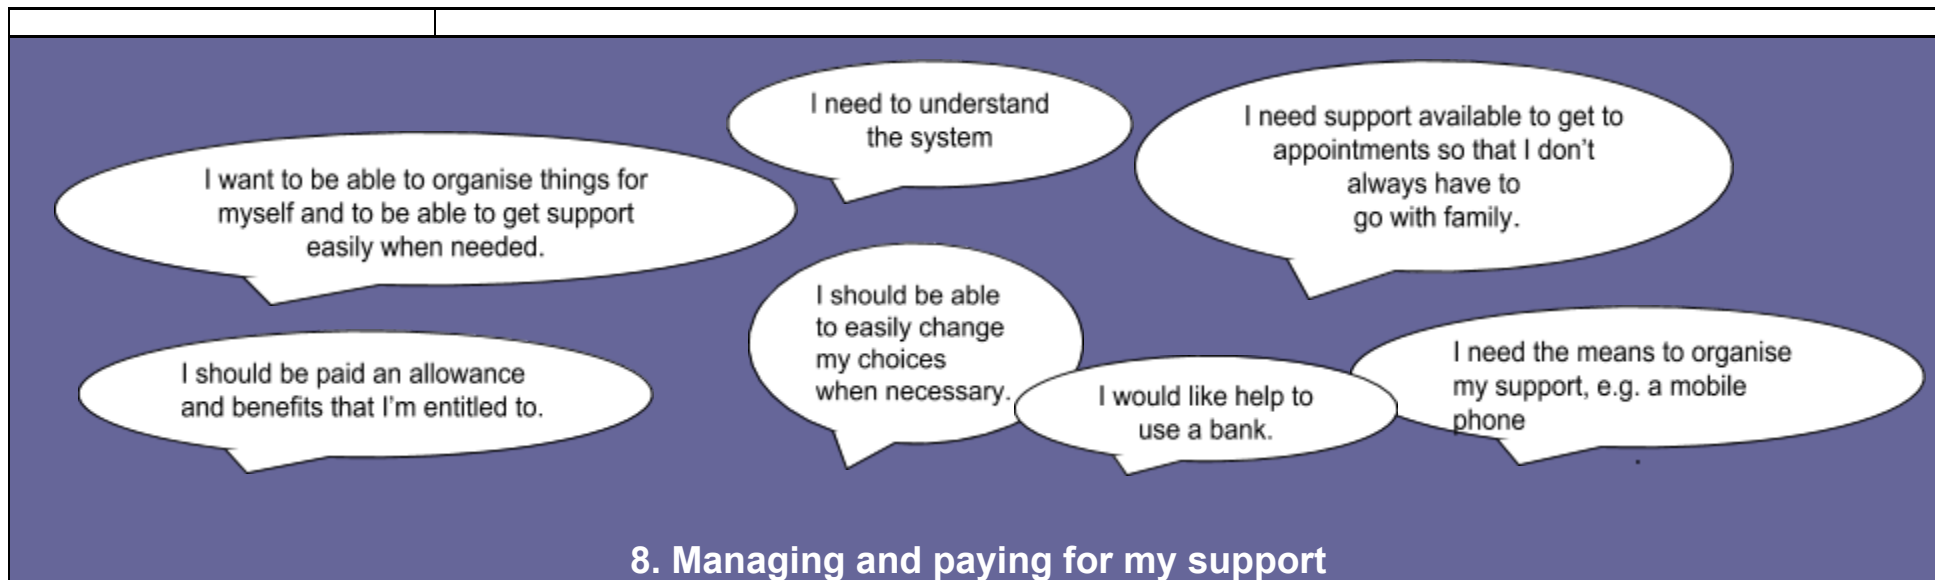 I need to understand
the system
I need support available to get to
appointments so that I don't
always have to
go with family.
I want to be able to organise things for
myself and to be able to get support
easily when needed.
I should be able
to easily change
my choices
when necessary.
I need the means to organise
my support, e.g. a mobile
phone
.
I should be paid an allowance
and benefits that I'm entitled to.
I would like help to
use a bank.
8. Managing and paying for my support